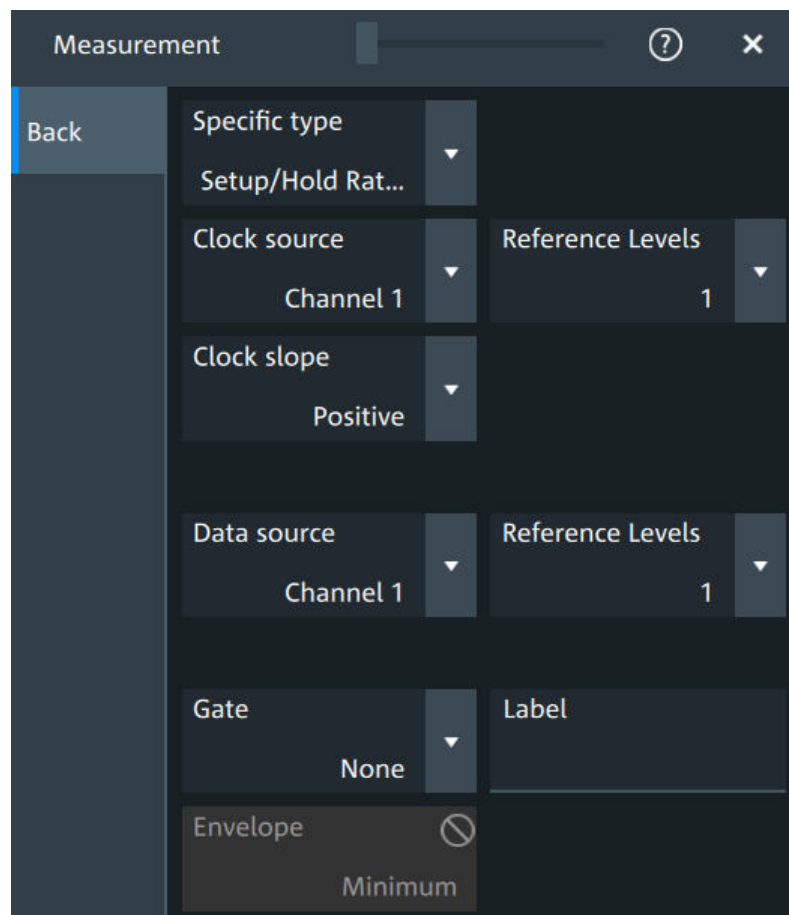 Measurement
Back
Specific type
Setup/Hold Rat...
Clock source
Reference Levels
Channel 1
1
Clock slope
Positive
Data source
Reference Levels
Channel 1
1
Gate
Label
None
Envelope
Minimum